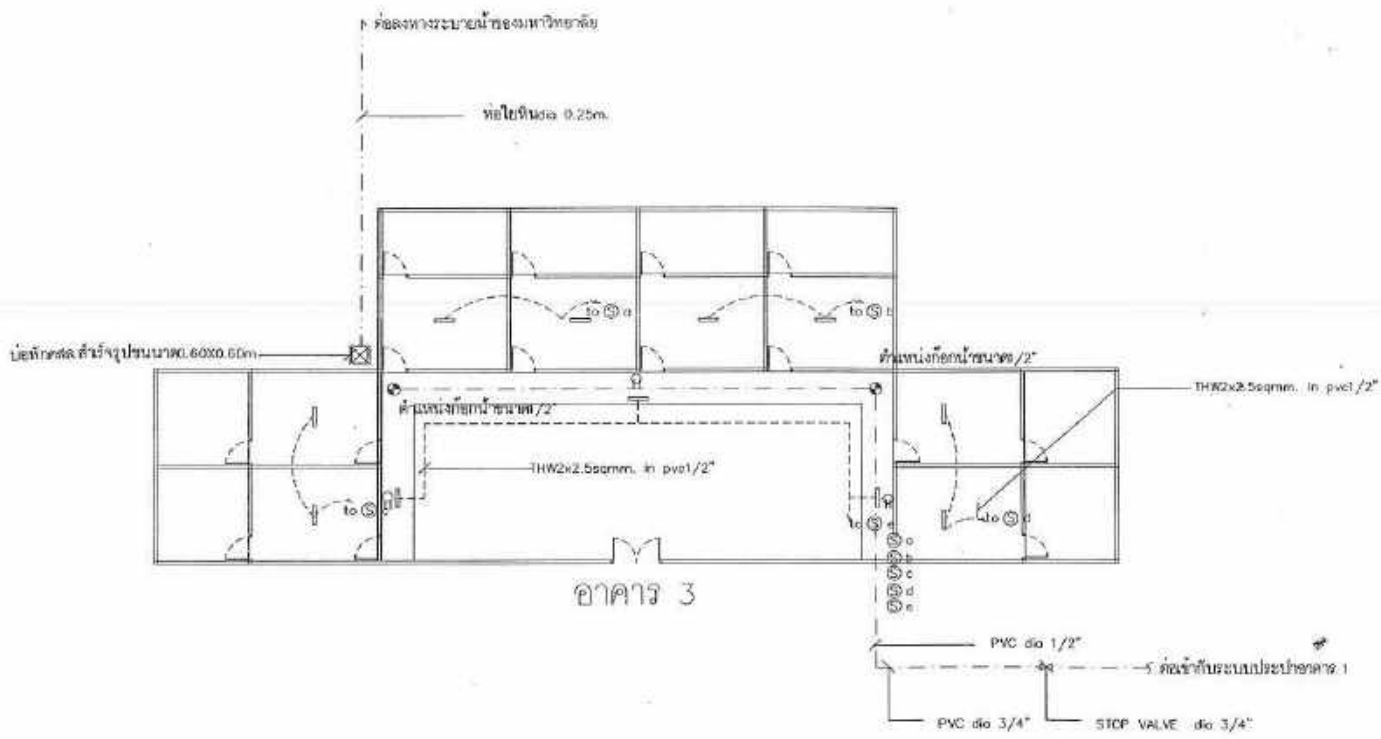 ต่อลงทางระบายน้ำของมหาวิทยาลัย
ท่อใยหินdia 0.25m.
to Ⓢ a
to Ⓢ b
บ่อพักคสล.สำเร็จรูปขนาด0.60X0.60m
ตำแหน่งก๊อกน้ำขนาด1/2"
THW2x2.5sqmm. in pvc1/2"
ตำแหน่งก๊อกน้ำขนาด1/2"
THW2x2.5sqmm. in pvc1/2"
to Ⓢ
to Ⓢ e
to Ⓢ d
Ⓢ a
Ⓢ b
Ⓢ c
Ⓢ d
Ⓢ e
อาคาร 3
PVC dia 1/2"
ต่อเข้ากับระบบประปาอาคาร 1
PVC dia 3/4"
STOP VALVE dia 3/4"